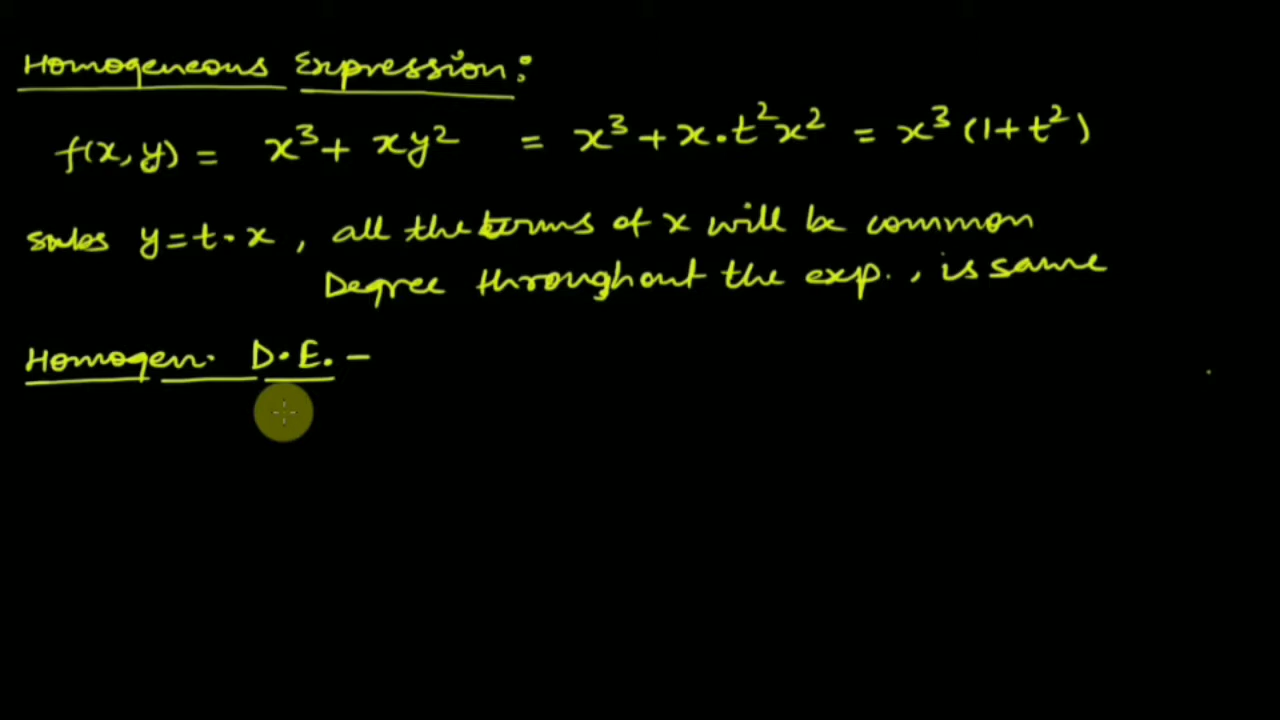 Homogeneous Expression:
f(x,y) = x³ + xy² = x³ + x·t²x² = x³(1+t²)
y = t·x, all the terms of x will be common
Degree throughout the exp., is same
Homogen. D.E. –